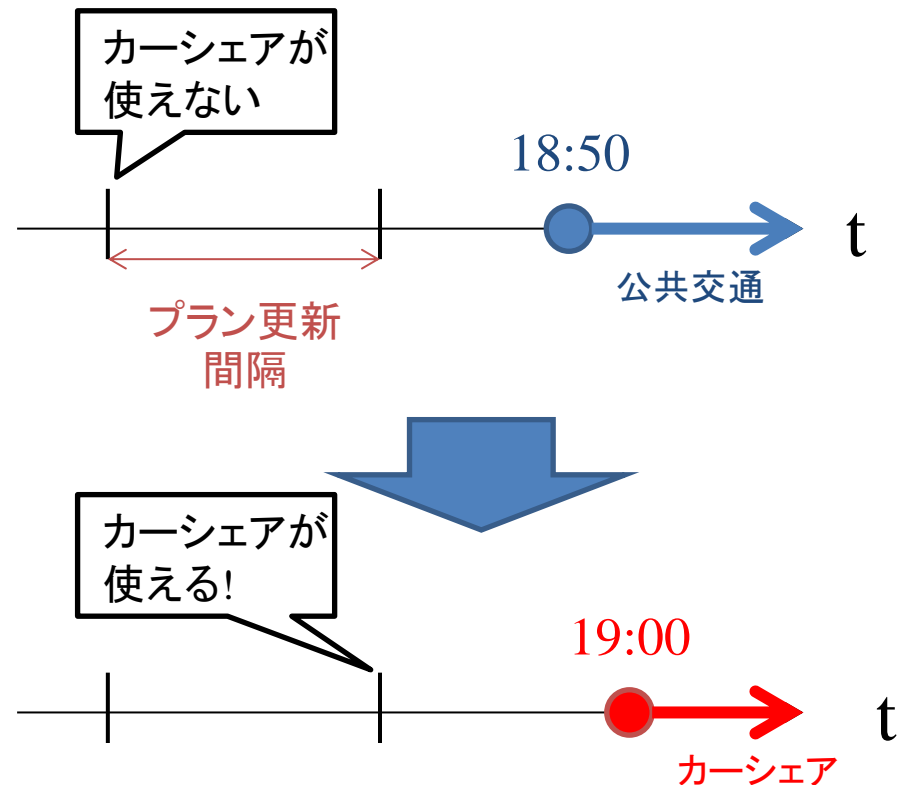 カーシェアが
使えない
18:50
t
公共交通
プラン更新
間隔
カーシェアが
使える!
19:00
t
カーシェア